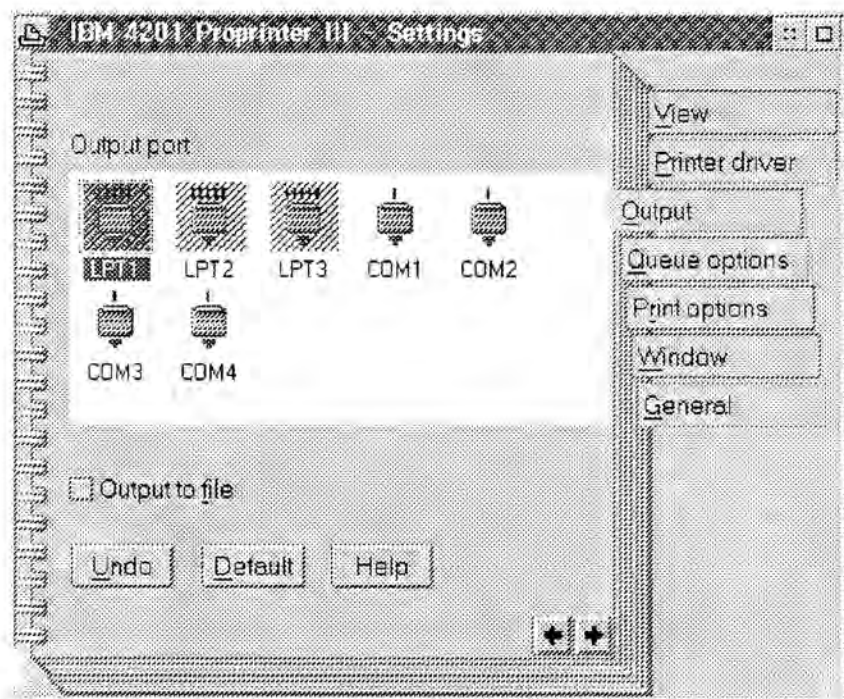 IBM 4201 Proprinter III - Settings
View
Output port
Printer driver
Output
LPT1 LPT2 LPT3 COM1 COM2
Queue options
Print options
COM3 COM4
Window
General
Output to file
Undo Default Help